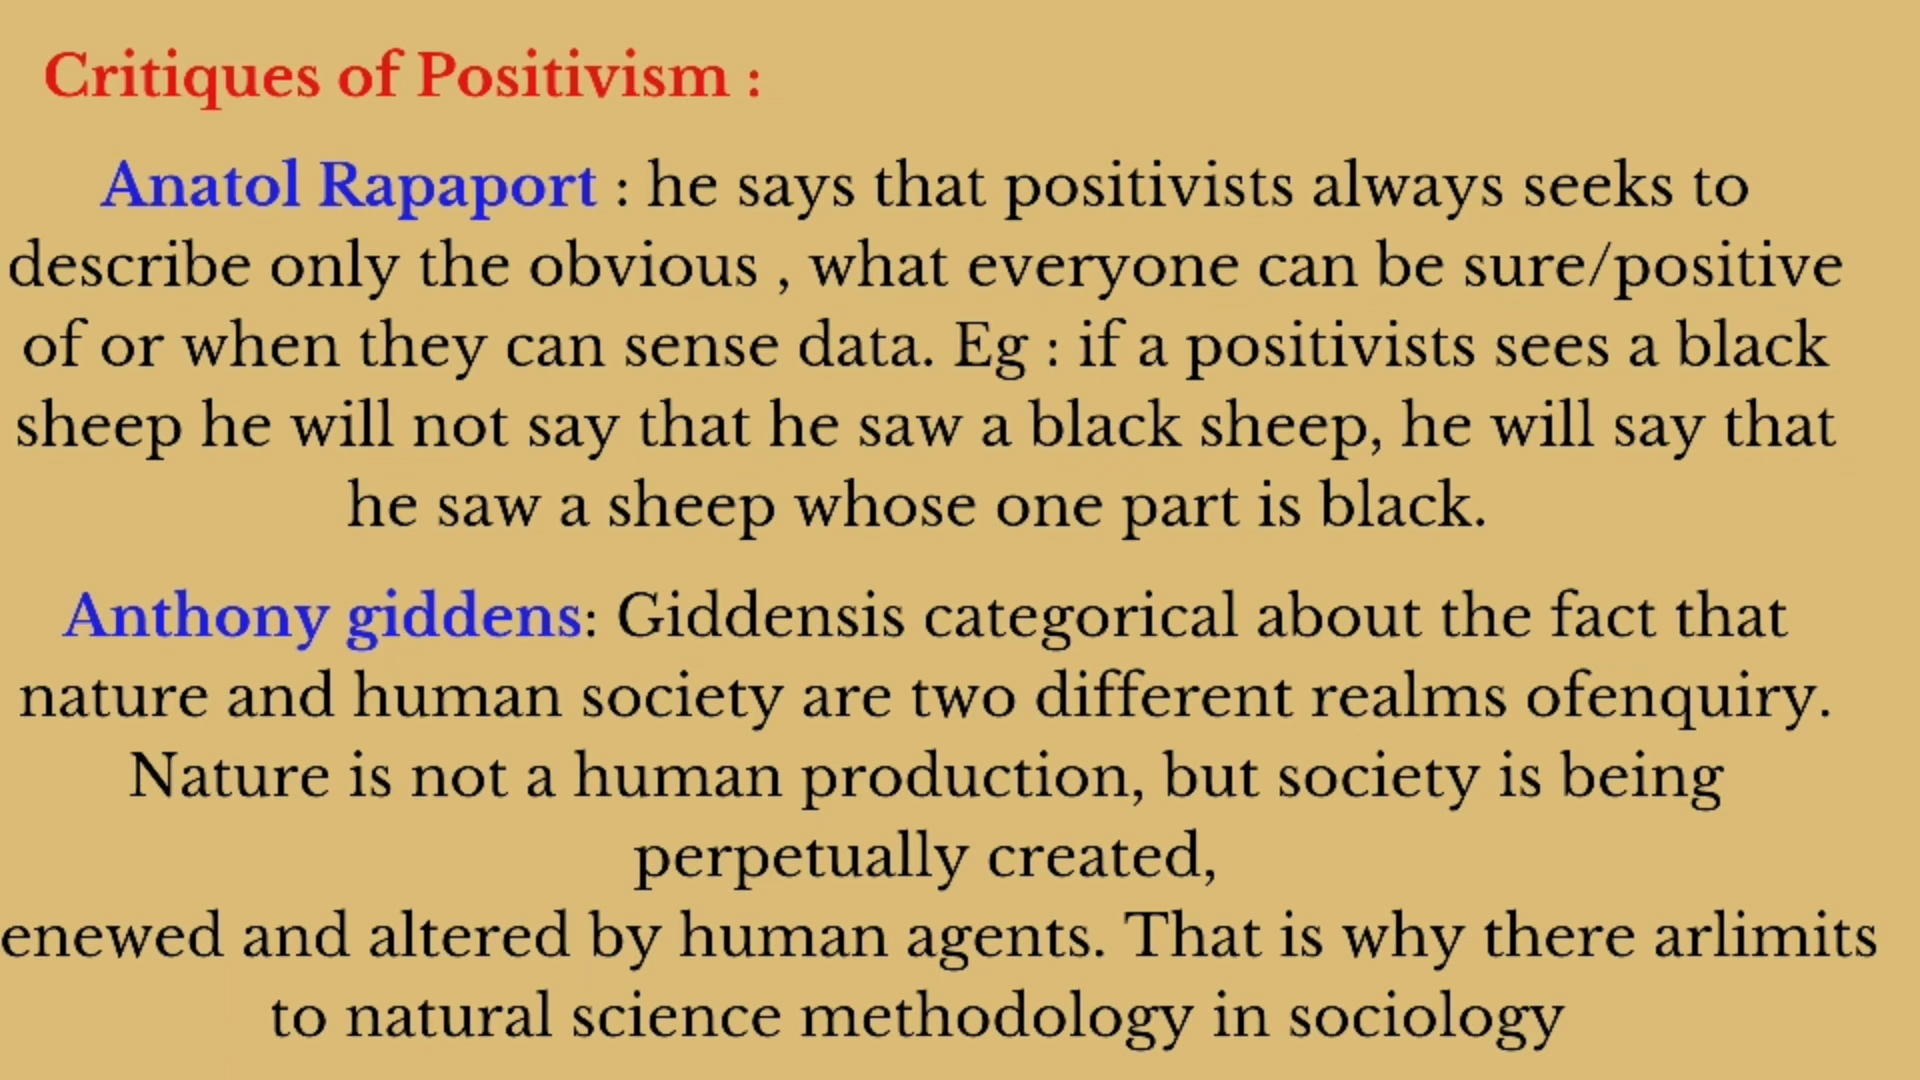 Critiques of Positivism :
Anatol Rapaport : he says that positivists always seeks to
describe only the obvious , what everyone can be sure/positive
of or when they can sense data. Eg : if a positivists sees a black
sheep he will not say that he saw a black sheep, he will say that
he saw a sheep whose one part is black.
Anthony giddens: Giddensis categorical about the fact that
nature and human society are two different realms ofenquiry.
Nature is not a human production, but society is being
perpetually created,
enewed and altered by human agents. That is why there arlimits
to natural science methodology in sociology